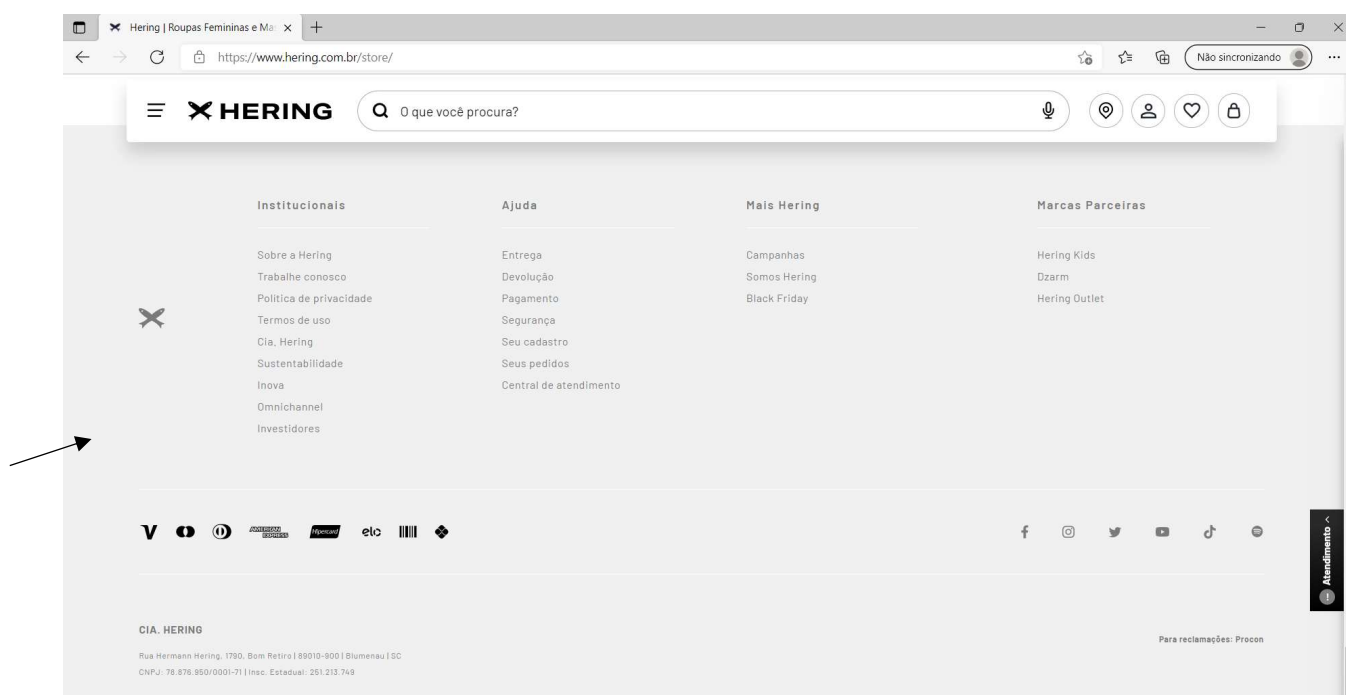 Hering | Roupas Femininas e Ma
https://www.hering.com.br/store/
Não sincronizando
HERING
O que você procura?
Institucionais
Sobre a Hering
Trabalhe conosco
Política de privacidade
Termos de uso
Cia. Hering
Sustentabilidade
Inova
Omnichannel
Investidores
Ajuda
Entrega
Devolução
Pagamento
Segurança
Seu cadastro
Seus pedidos
Central de atendimento
Mais Hering
Campanhas
Somos Hering
Black Friday
Marcas Parceiras
Hering Kids
Dzarm
Hering Outlet
AMERICAN EXPRESS
Hipercard
elo
Atendimento
CIA. HERING
Para reclamações: Procon
Rua Hermann Hering, 1790, Bom Retiro | 89010-900 | Blumenau | SC
CNPJ: 78.876.950/0001-71 | Insc. Estadual: 251.213.749